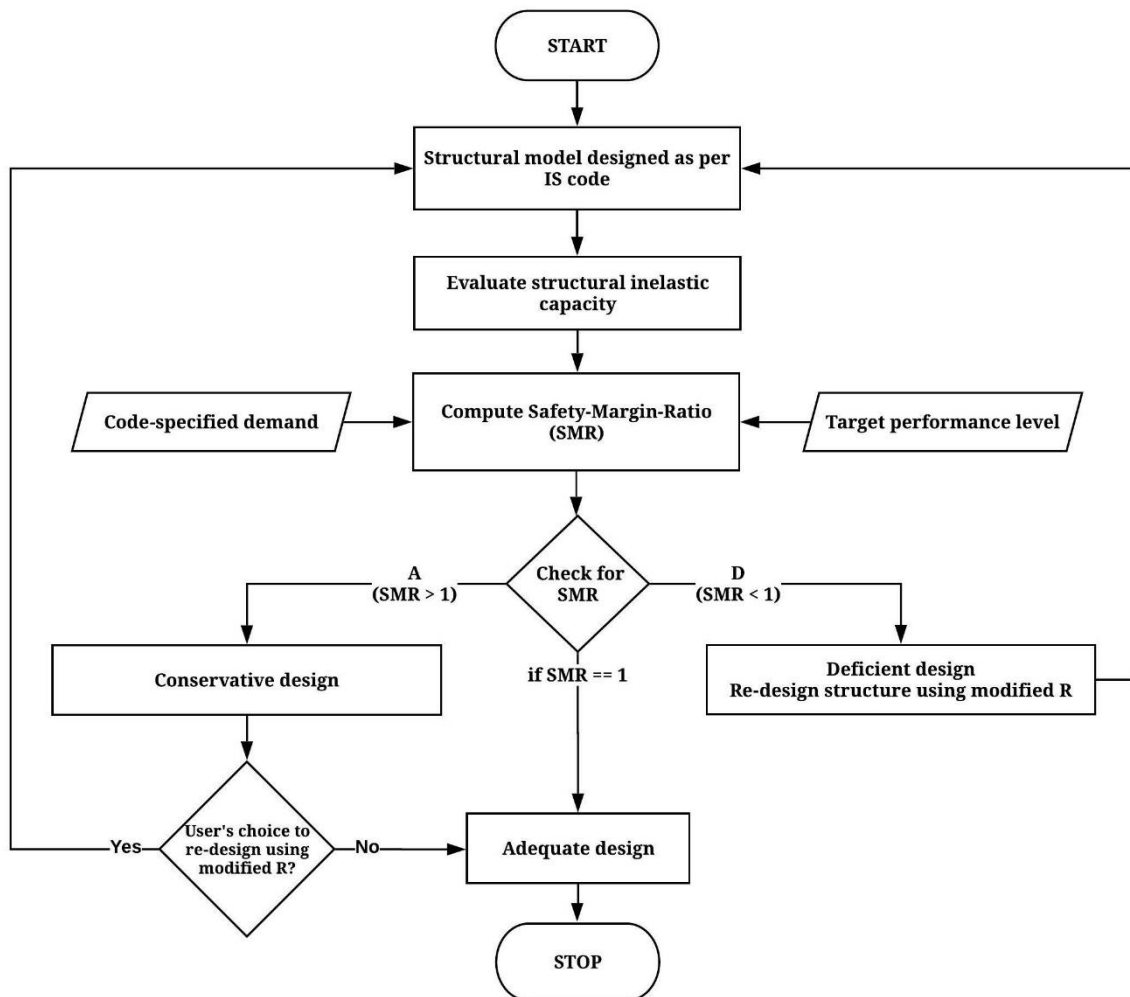 START
Structural model designed as per
IS code
Evaluate structural inelastic
capacity
Code-specified demand
Compute Safety-Margin-Ratio
(SMR)
Target performance level
A
(SMR > 1)
Check for
SMR
D
(SMR < 1)
Conservative design
if SMR == 1
Deficient design
Re-design structure using modified R
Yes
User's choice to
re-design using
modified R?
No
Adequate design
STOP